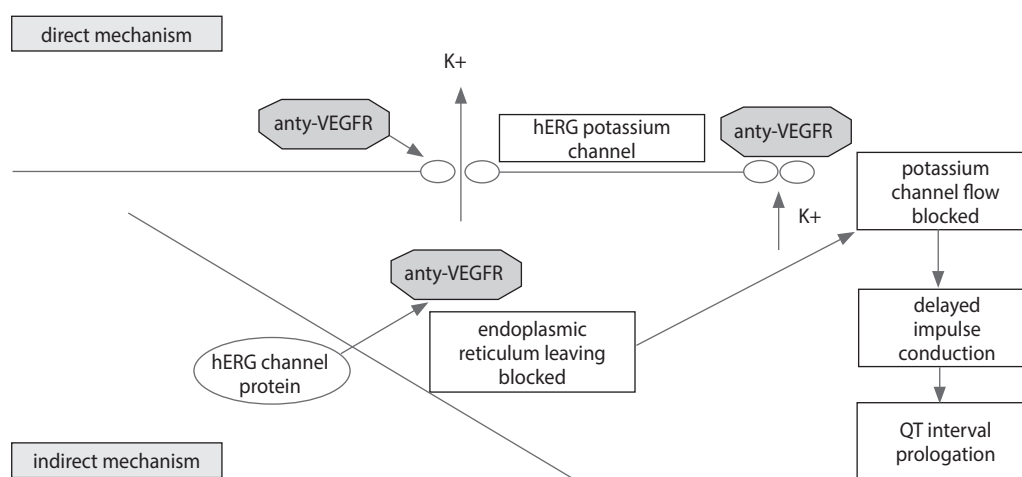 direct mechanism
K+
anty-VEGFR
hERG potassium
channel
anty-VEGFR
potassium
channel flow
blocked
K+
anty-VEGFR
endoplasmic
reticulum leaving
blocked
delayed
impulse
conduction
hERG channel
protein
QT interval
prologation
indirect mechanism